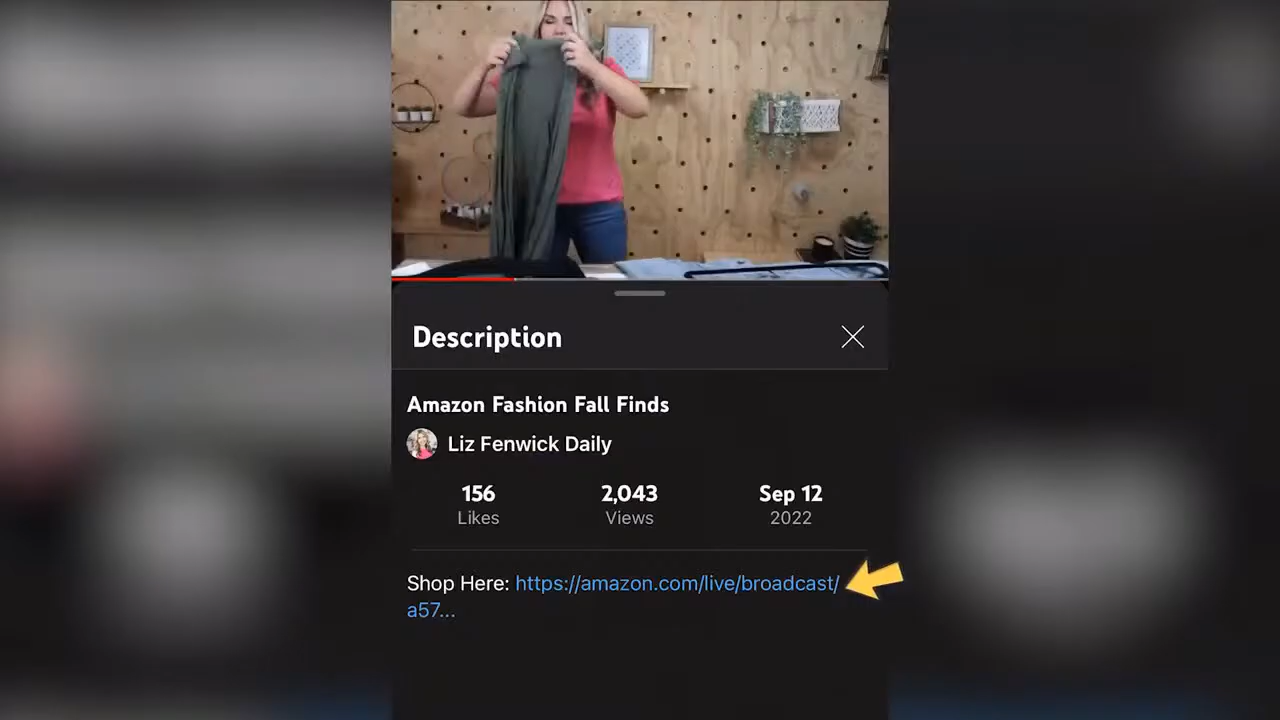 Description
Amazon Fashion Fall Finds
Liz Fenwick Daily
156 2,043 Sep 12
Likes Views 2022
Shop Here: https://amazon.com/live/broadcast/
a57...